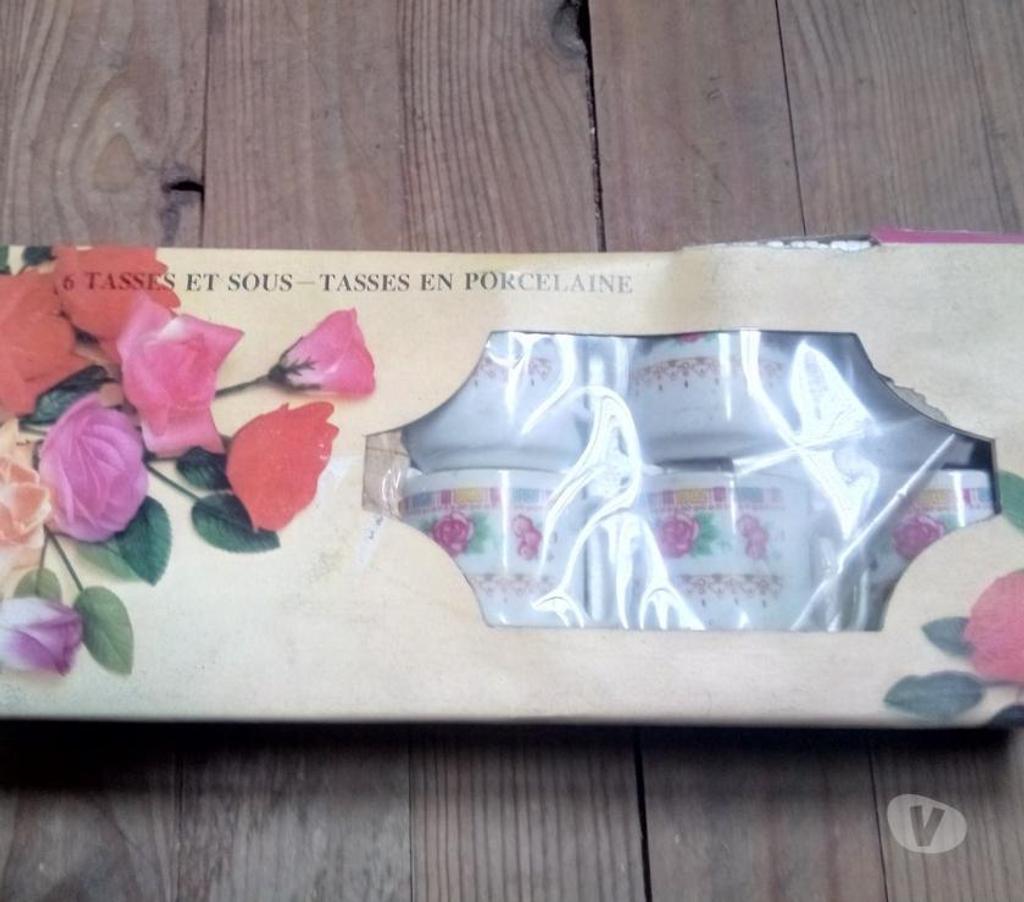 6 TASSES ET SOUS—TASSES EN PORCELAINE
V